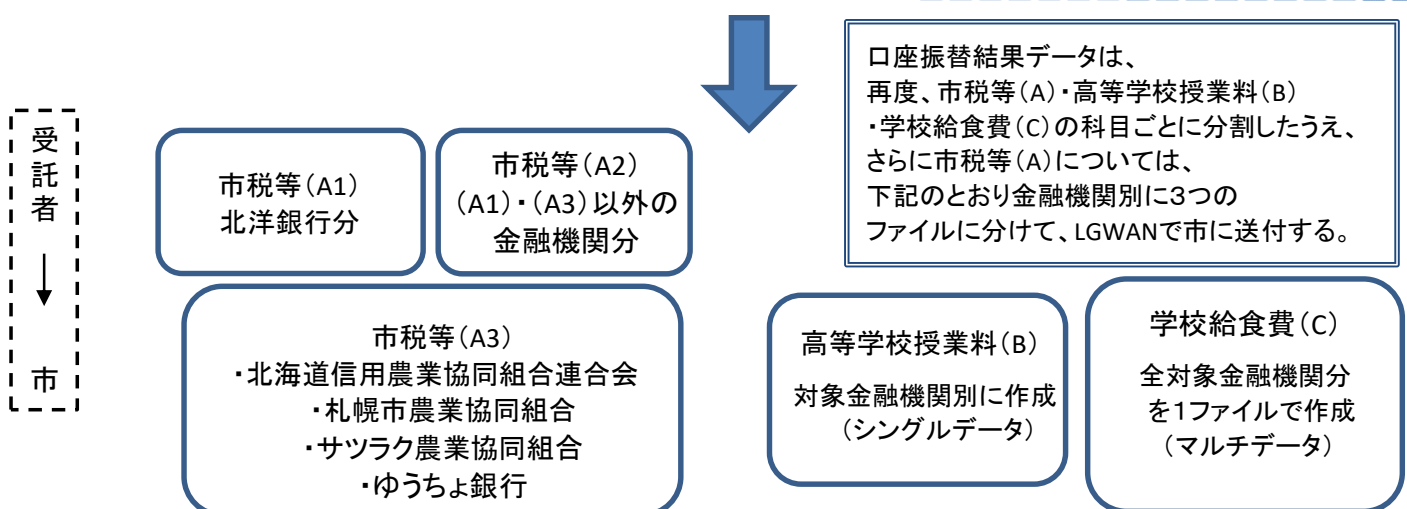 口座振替結果データは、
再度、市税等(A)・高等学校授業料(B)
・学校給食費(C)の科目ごとに分割したうえ、
さらに市税等(A)については、
下記のとおり金融機関別に3つの
ファイルに分けて、LGWANで市に送付する。
受託者
市
市税等(A1)
北洋銀行分
市税等(A2)
(A1)・(A3)以外の
金融機関分
市税等(A3)
・北海道信用農業協同組合連合会
・札幌市農業協同組合
・サツラク農業協同組合
・ゆうちょ銀行
高等学校授業料(B)
対象金融機関別に作成
(シングルデータ)
学校給食費(C)
全対象金融機関分
を1ファイルで作成
(マルチデータ)